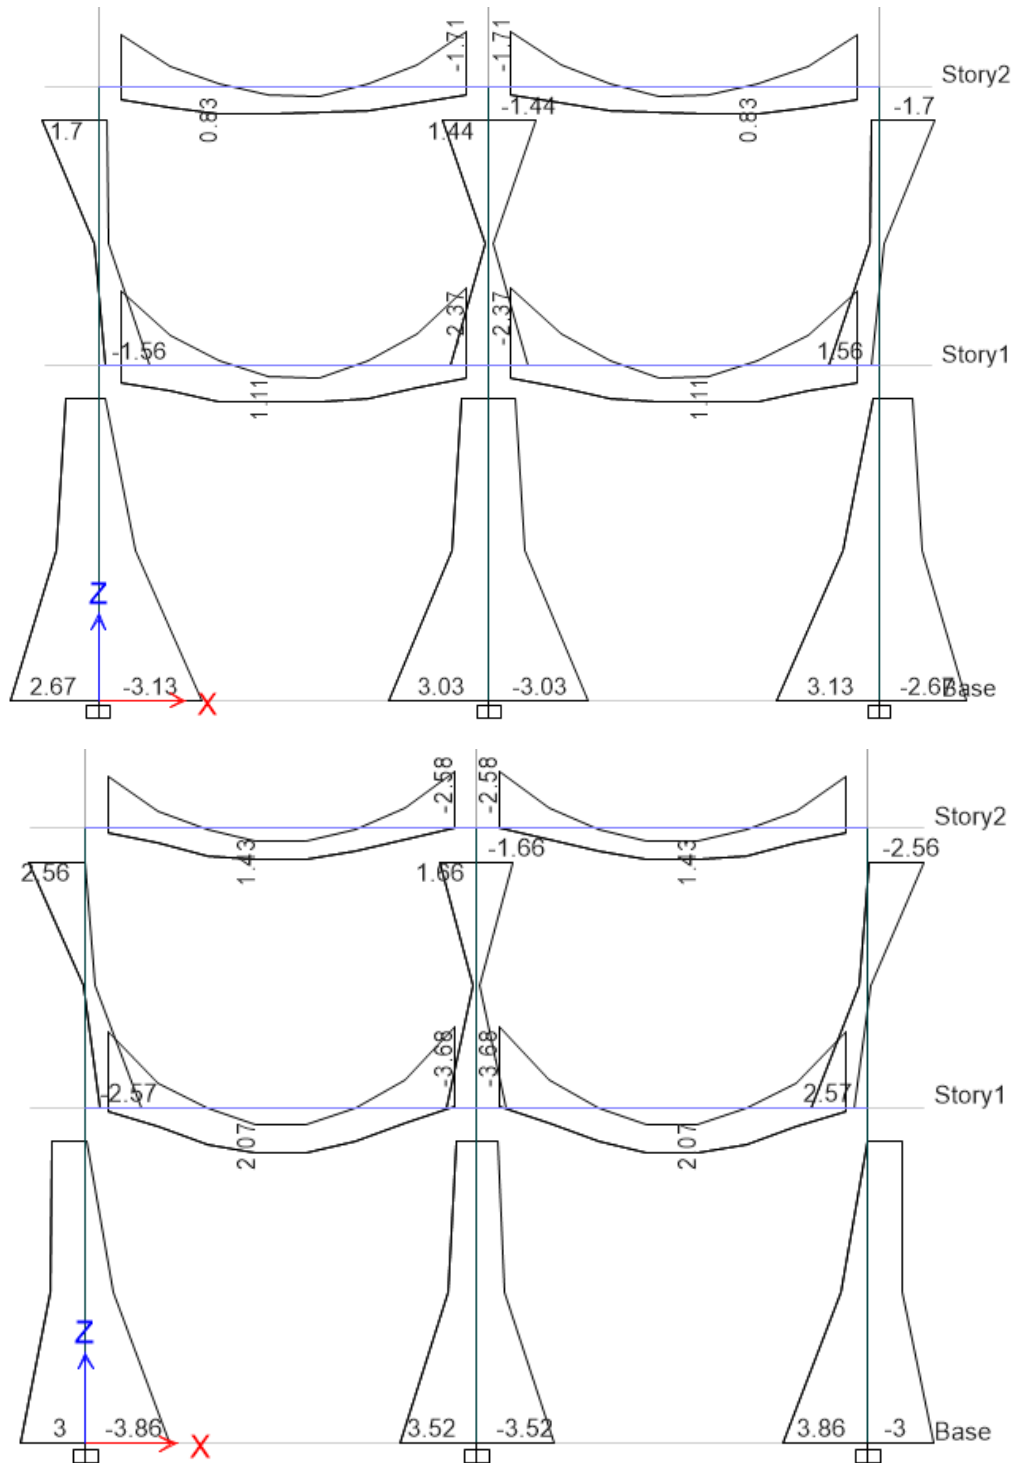 -1.71 -1.71
Story2
0.83 0.83
1.7 1.44 -1.44 -1.7
-2.37 -2.37
-1.56 1.56 Story1
1.11 1.11
Z
2.67 -3.13 3.03 -3.03 3.13 -2.67 Base
X
-2.58 -2.58
Story2
1.43 1.43
2.56 1.66 -1.66 -2.56
-3.68 -3.68
-2.57 2.57 Story1
2.07 2.07
Z
3 -3.86 3.52 -3.52 3.86 -3 Base
X